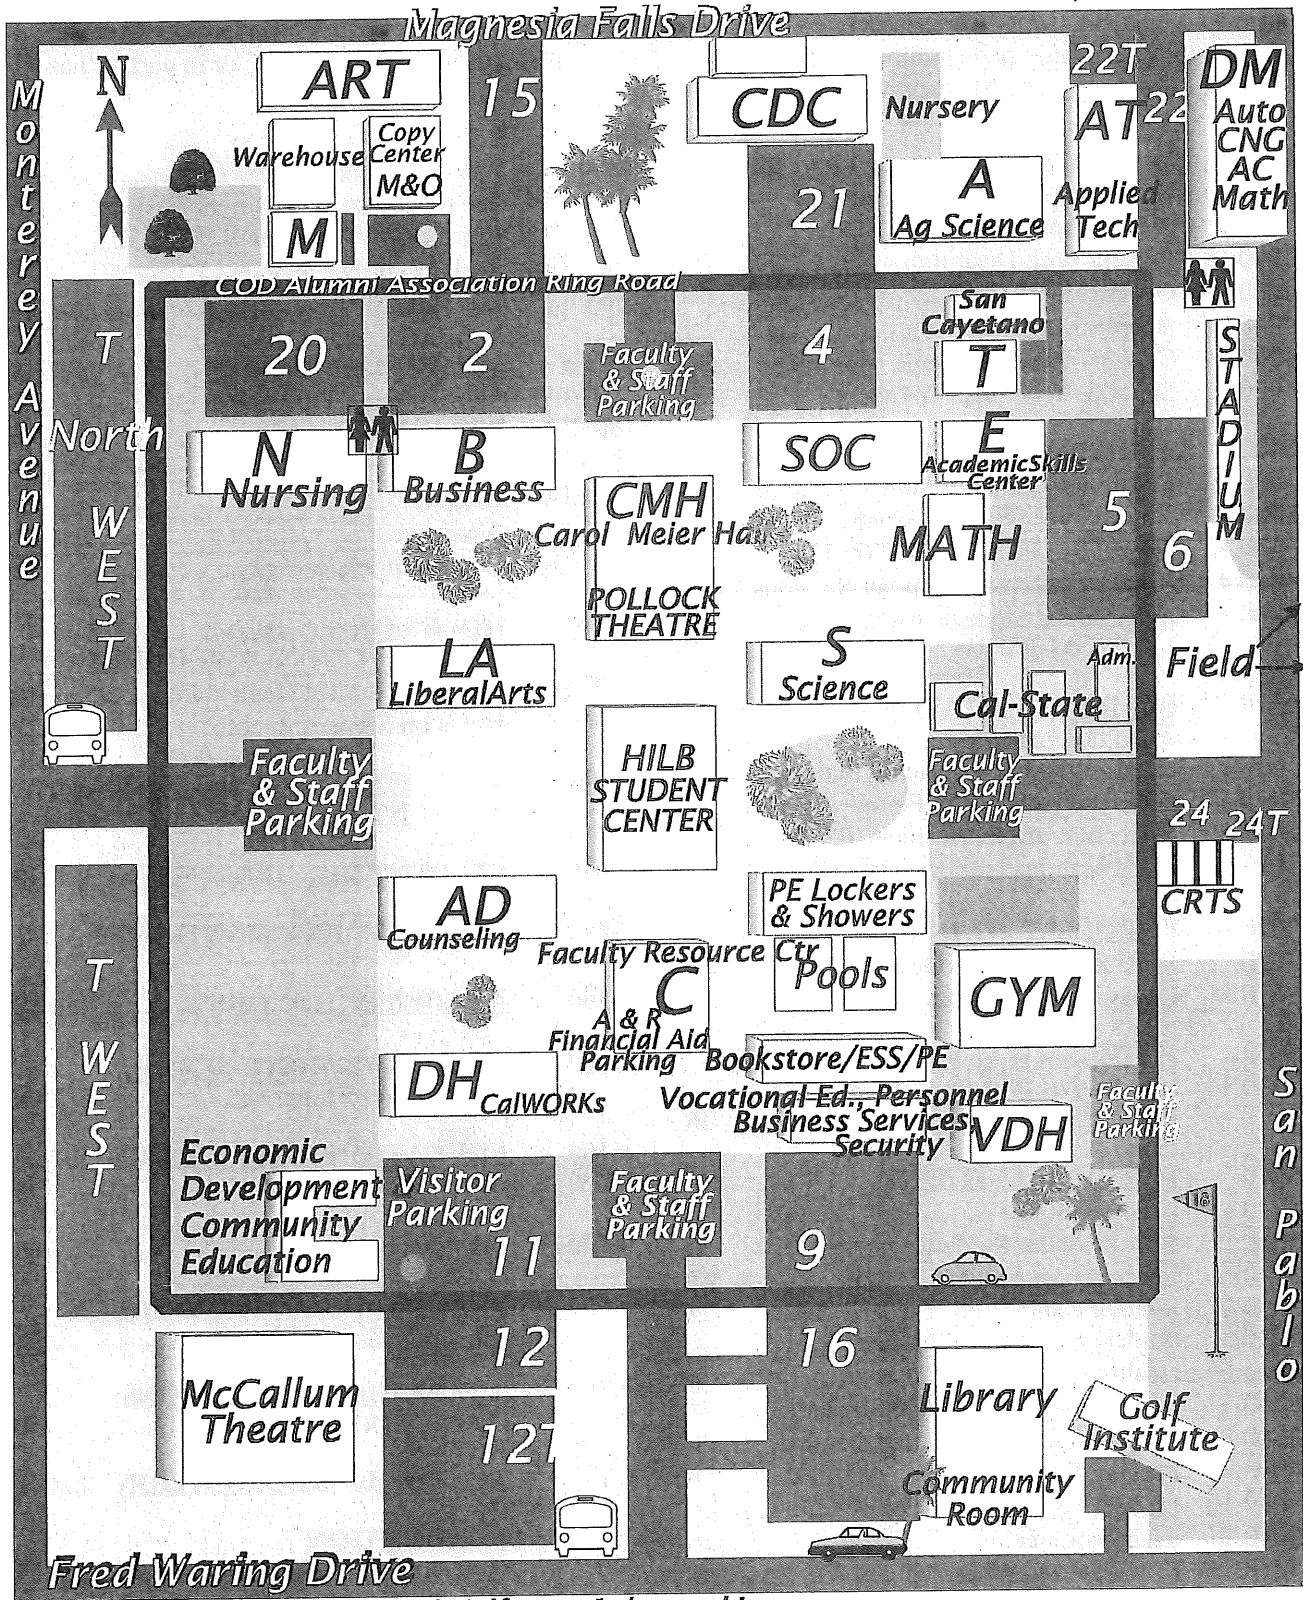 Magnesia Falls Drive
Monterey Avenue
N
ART
15
CDC
Nursery
22T
22
DM
Auto
CNG
AC
Math
AT
Applied
Tech
Warehouse
Copy
Center
M&O
M
21
A
Ag Science
COD Alumni Association Ring Road
T
North
WEST
20
2
Faculty
& Staff
Parking
4
San
Cayetano
T
STADIUM
N
Nursing
B
Business
SOC
E
AcademicSkills
Center
5
6
CMH
Carol Meier Hall
POLLOCK
THEATRE
MATH
LA
LiberalArts
S
Science
Adm.
Cal-State
Field
Faculty
& Staff
Parking
HILB
STUDENT
CENTER
Faculty
& Staff
Parking
24
24T
CRTS
AD
Counseling
PE Lockers
& Showers
Faculty Resource Ctr
Pools
C
A & R
Financial Aid
Parking
GYM
T
WEST
DH
CalWORKs
Bookstore/ESS/PE
Vocational Ed., Personnel
Business Services,
Security
VDH
Faculty
& Staff
Parking
San Pablo
Economic
Development
Community
Education
Visitor
Parking
11
Faculty
& Staff
Parking
9
18
12
16
McCallum
Theatre
12T
Library
Community
Room
Golf
Institute
Fred Waring Drive